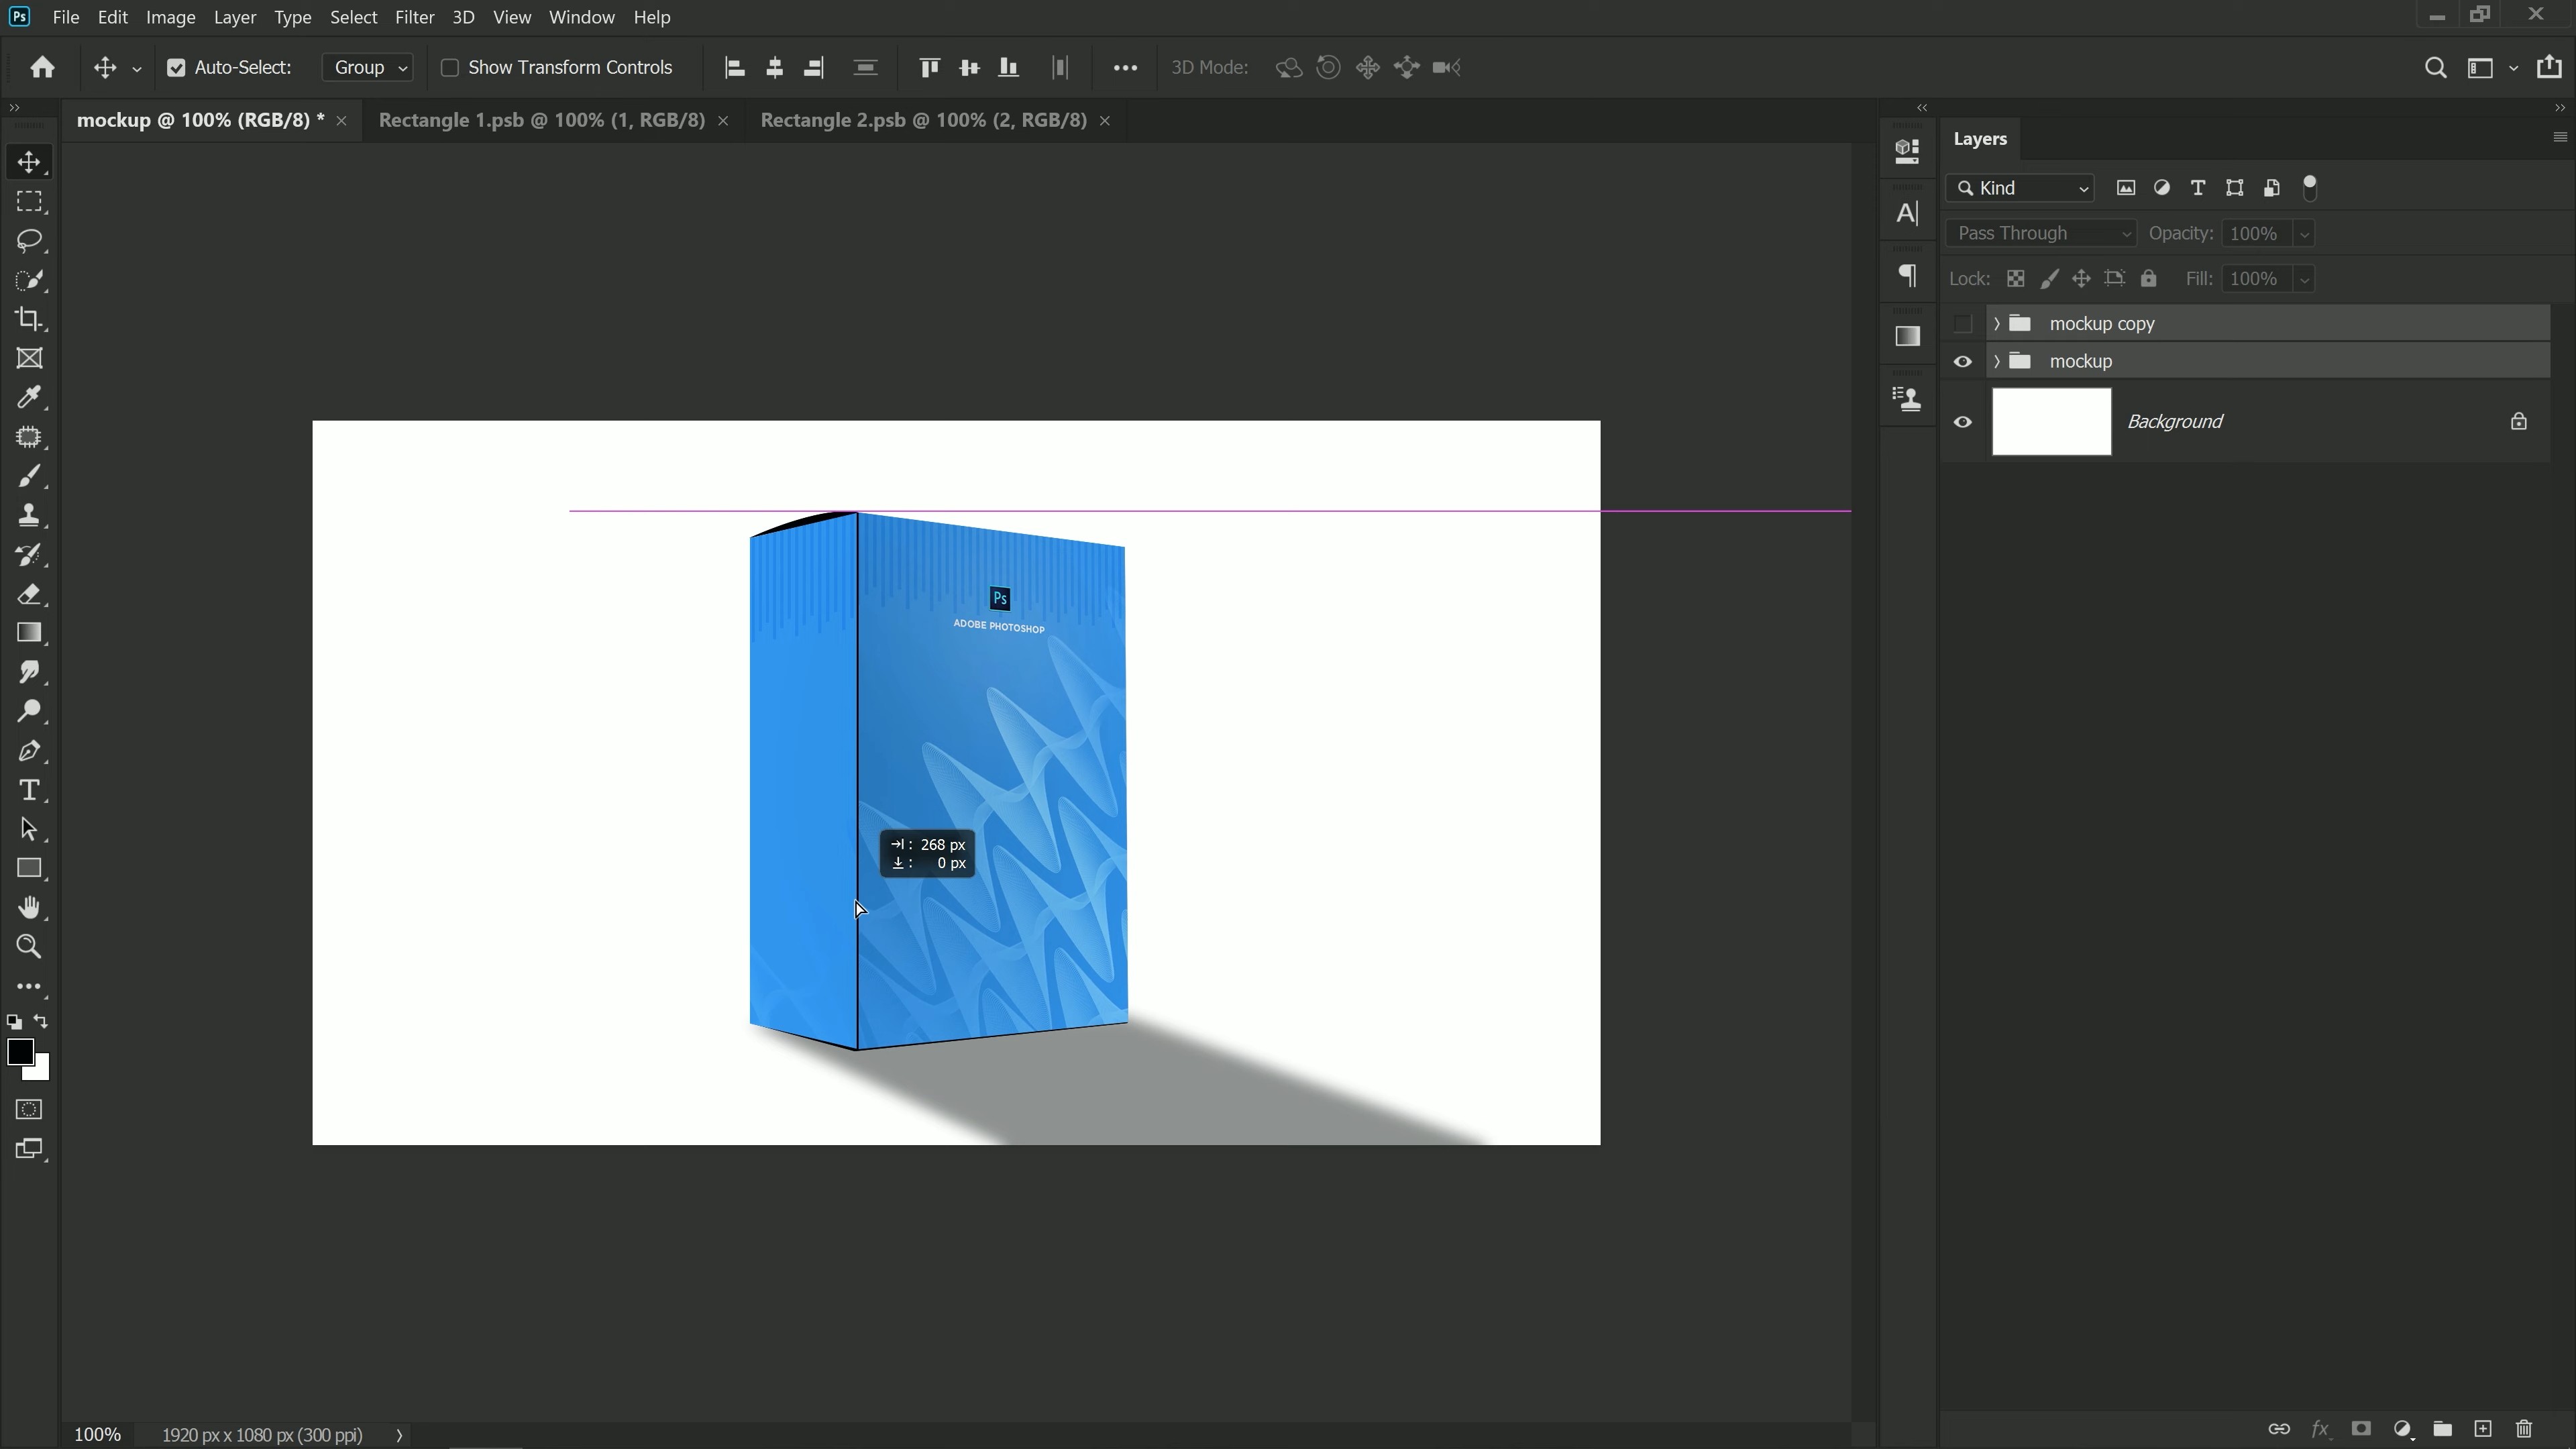 Ps File Edit Image Layer Type Select Filter 3D View Window Help
Auto-Select: Group Show Transform Controls 3D Mode:
mockup @ 100% (RGB/8) * Rectangle 1.psb @ 100% (1, RGB/8) Rectangle 2.psb @ 100% (2, RGB/8)
Layers
Kind
Pass Through Opacity: 100%
Lock: Fill: 100%
mockup copy
mockup
Background
Ps
ADOBE PHOTOSHOP
268 px
0 px
100% 1920 px x 1080 px (300 ppi)